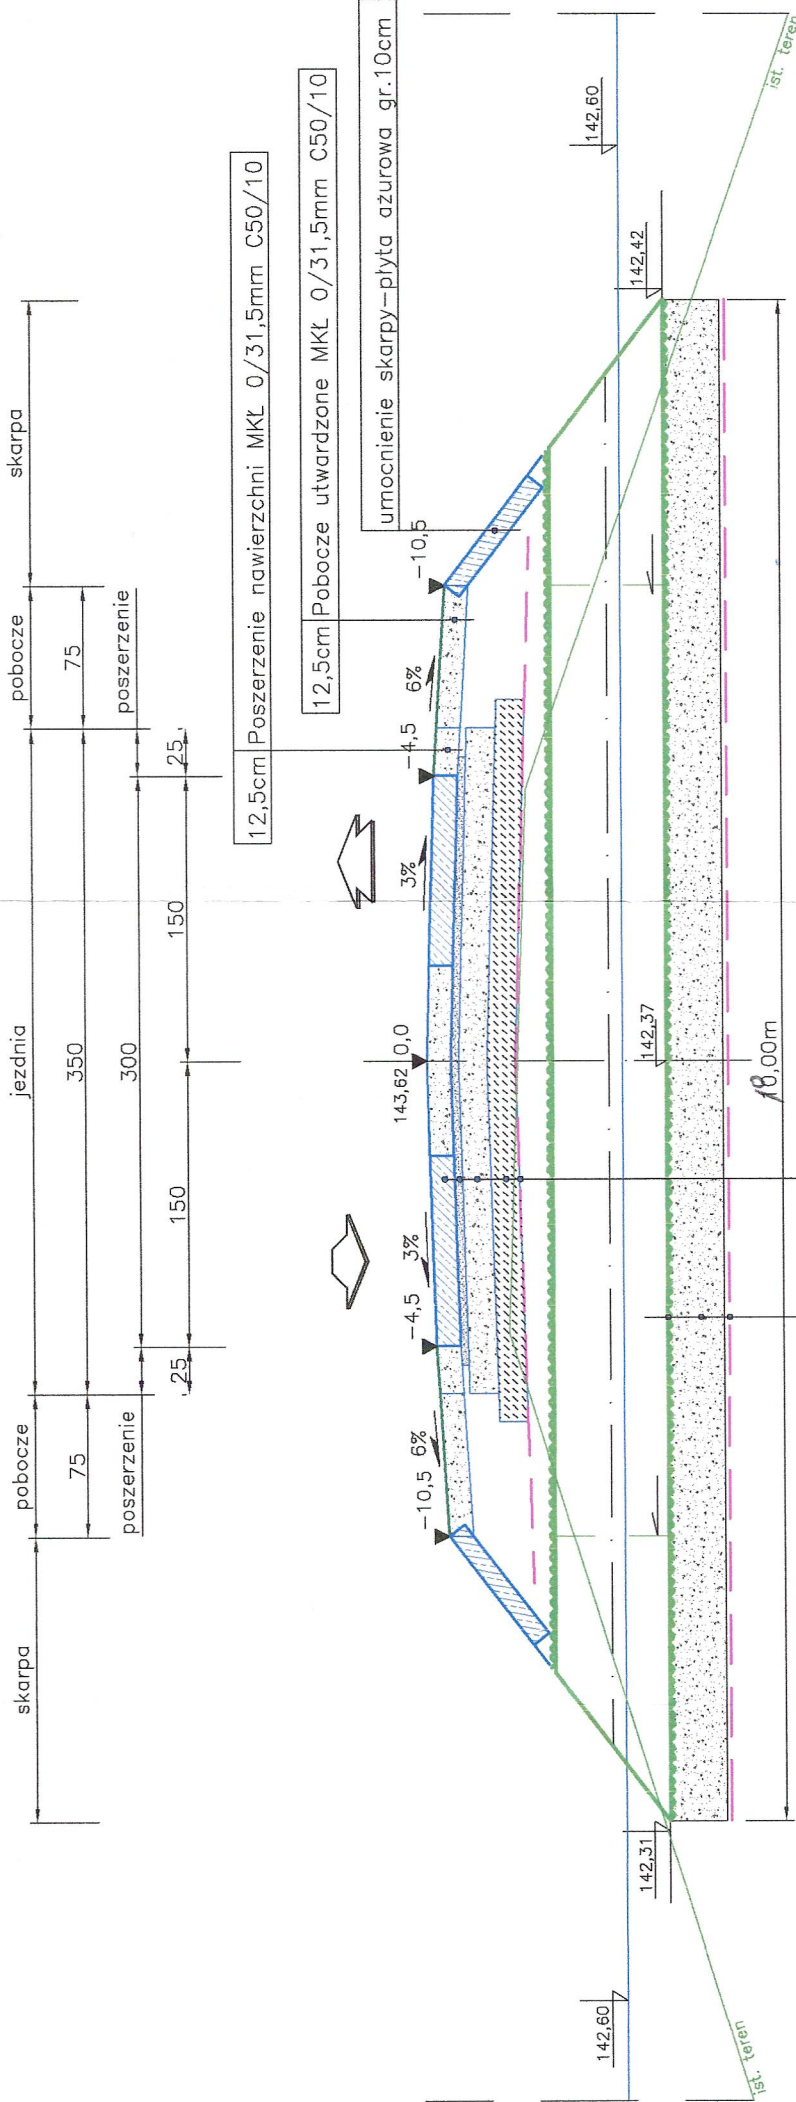 skarpa
pobocze
jezdnia
pobocze
skarpa
75
350
75
poszerzenie
300
poszerzenie
25
150
150
25
12,5cm Poszerzenie nawierzchni MKŁ 0/31,5mm C50/10
12,5cm Pobocze utwardzone MKŁ 0/31,5mm C50/10
umocnienie skarpy-płyta ażurowa gr.10cm
-10,5
6%
-4,5
3%
143,62 0,0
3%
-4,5
6%
-10,5
142,60
142,31
142,37
142,42
142,60
ist. teren
ist. teren
0,00m